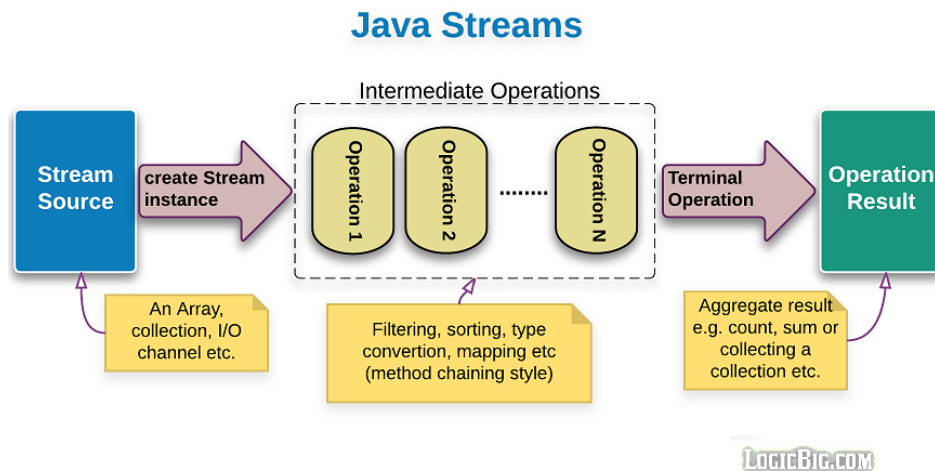 Java Streams
Intermediate Operations
Stream
Source
create Stream
instance
Operation 1
Operation 2
........
Operation N
Terminal
Operation
Operation
Result
An Array,
collection, I/O
channel etc.
Filtering, sorting, type
convertion, mapping etc
(method chaining style)
Aggregate result
e.g. count, sum or
collecting a
collection etc.
LogicBig.com